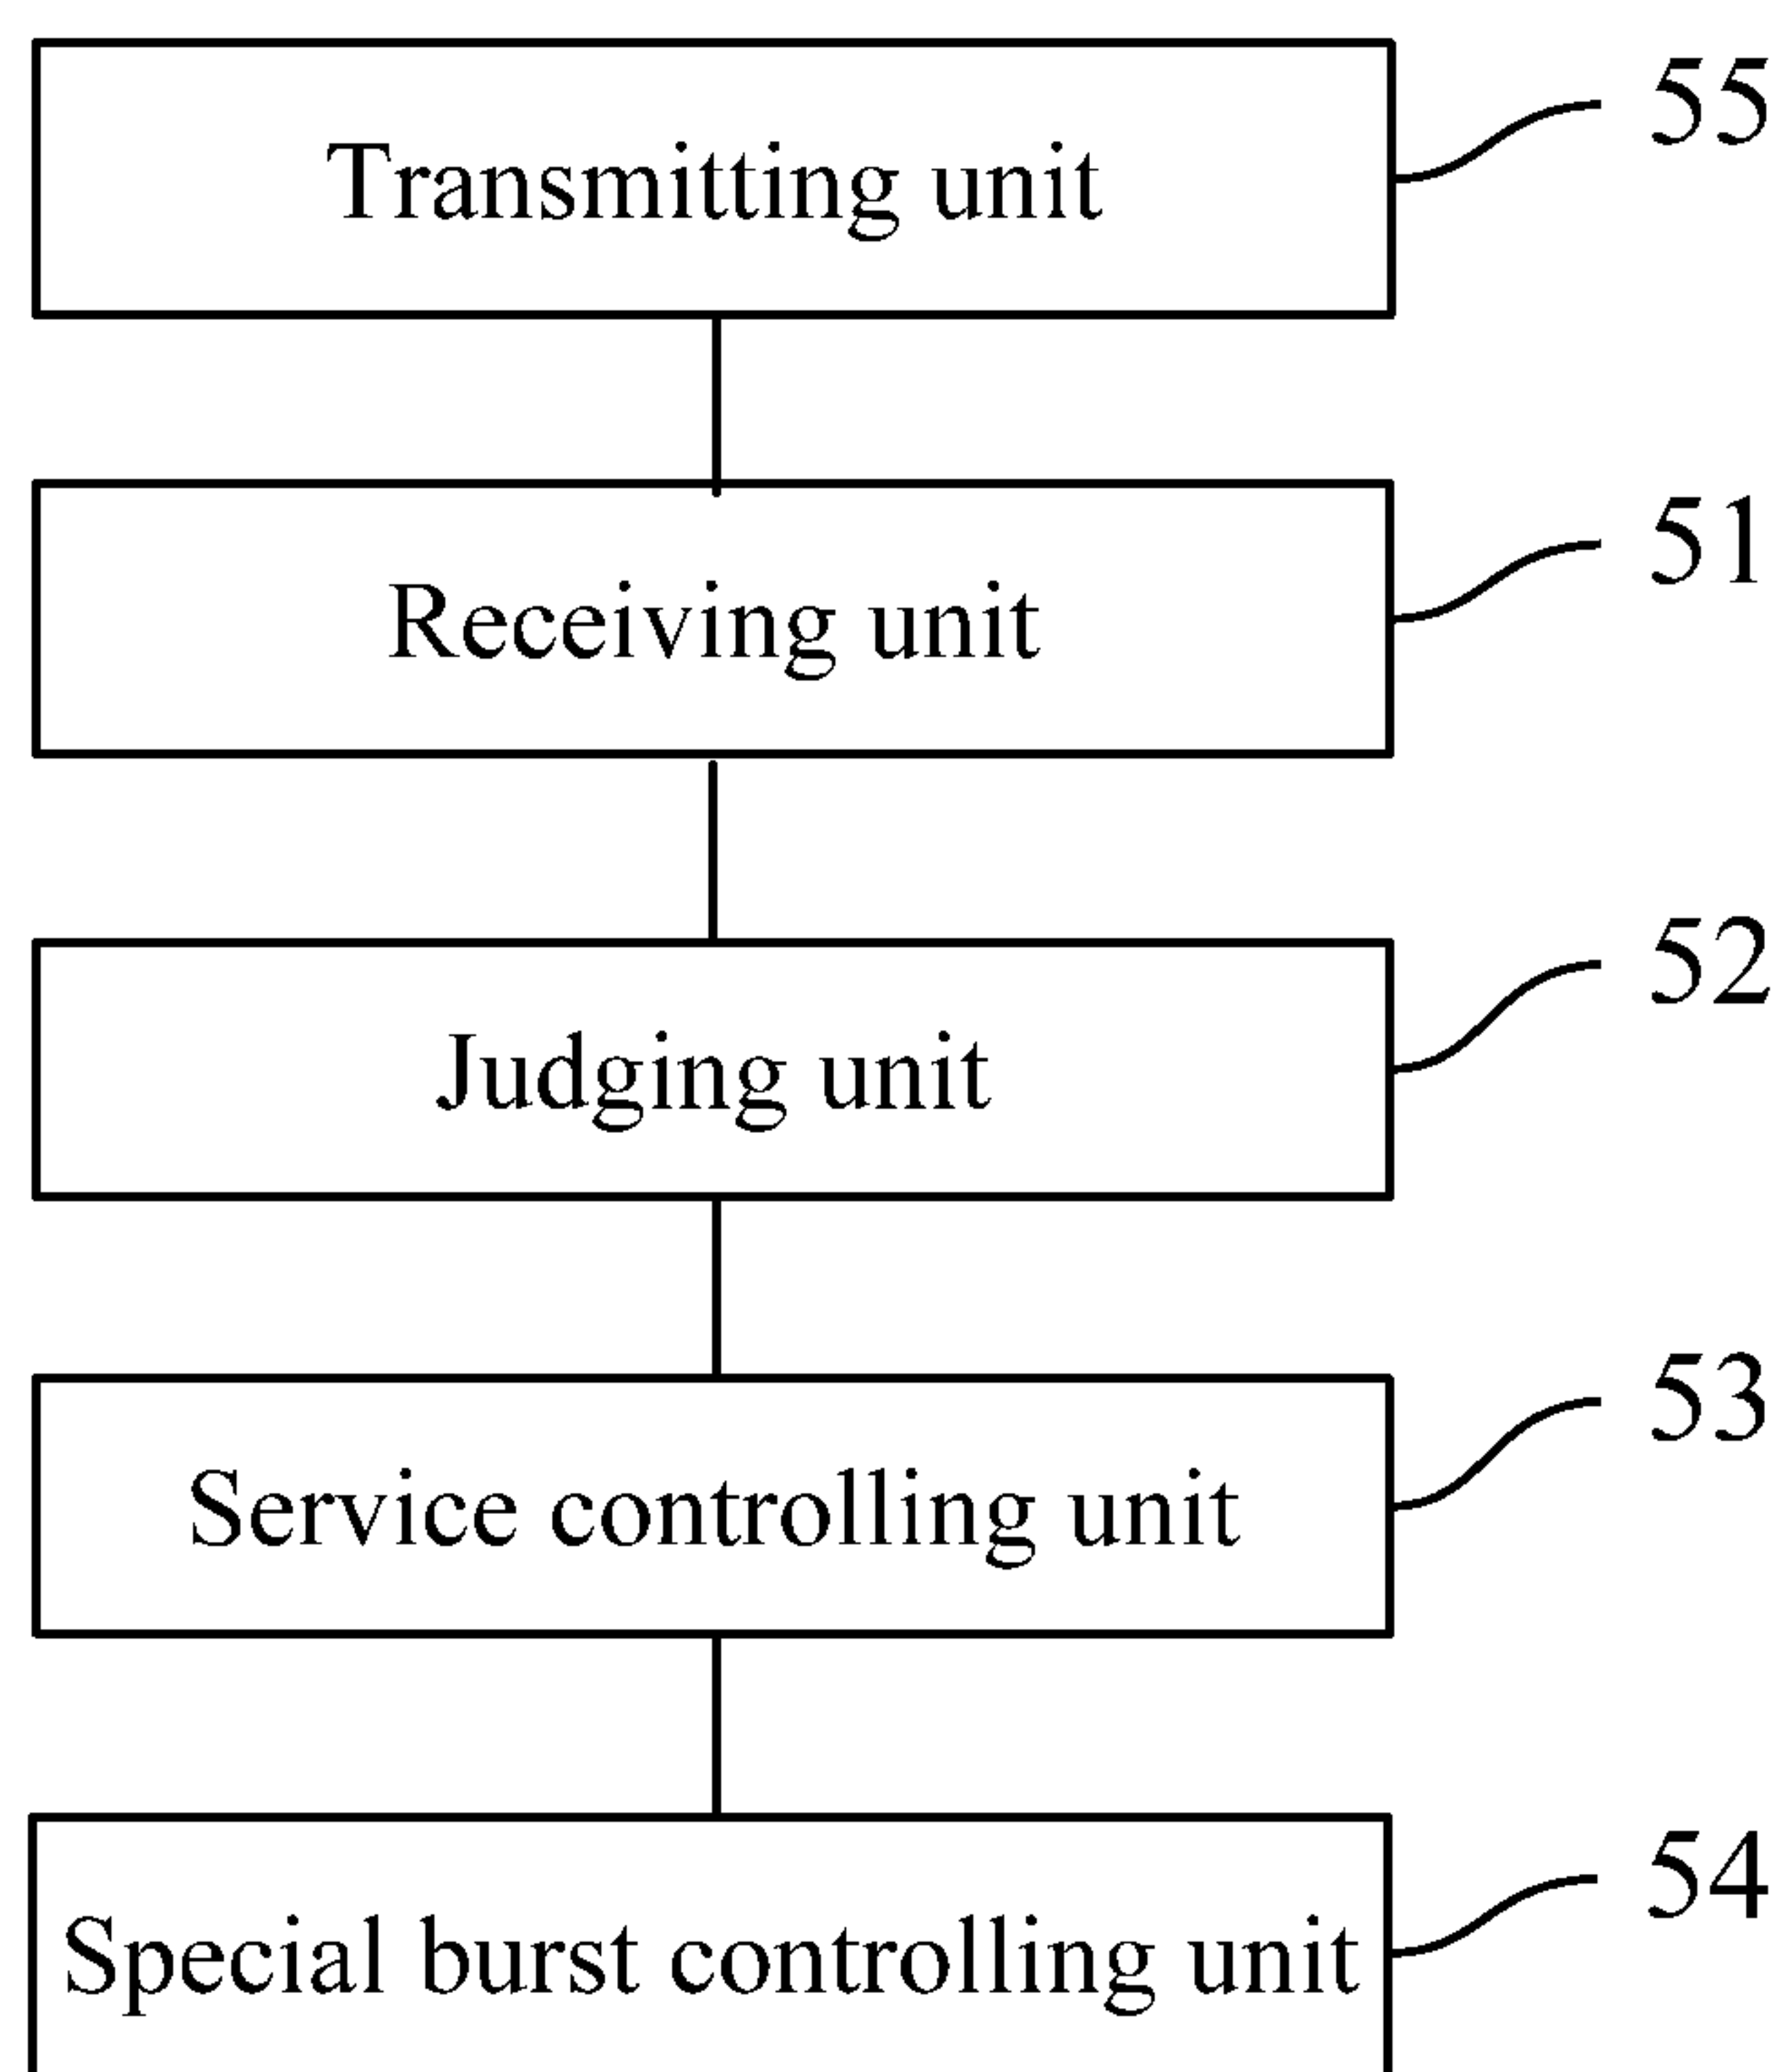 Transmitting unit
55
Receiving unit
51
Judging unit
52
Service controlling unit
53
Special burst controlling unit
54